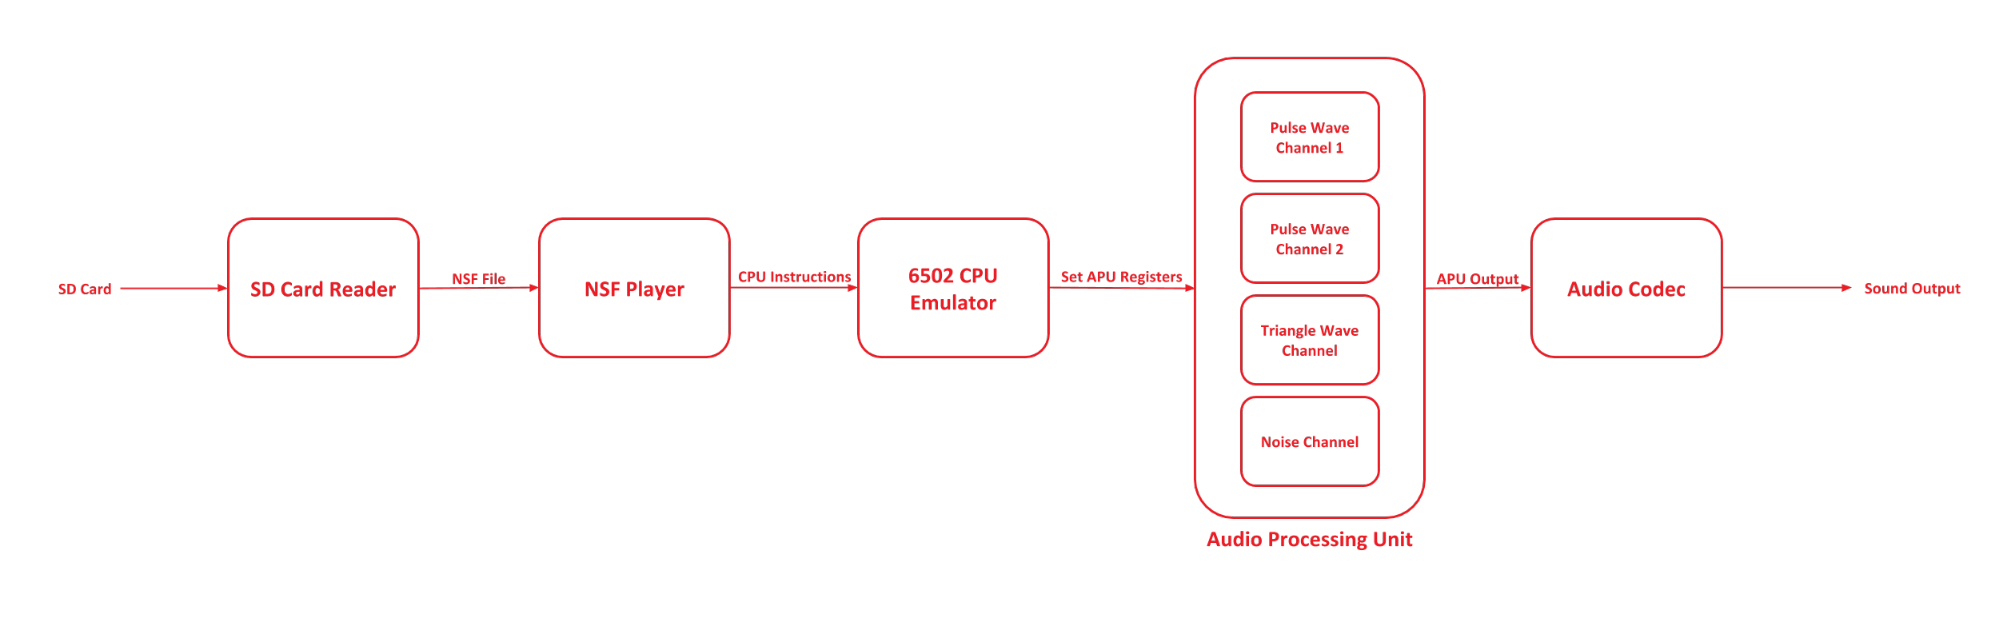 SD Card
SD Card Reader
NSF File
NSF Player
CPU Instructions
6502 CPU
Emulator
Set APU Registers
Pulse Wave
Channel 1
Pulse Wave
Channel 2
Triangle Wave
Channel
Noise Channel
Audio Processing Unit
APU Output
Audio Codec
Sound Output